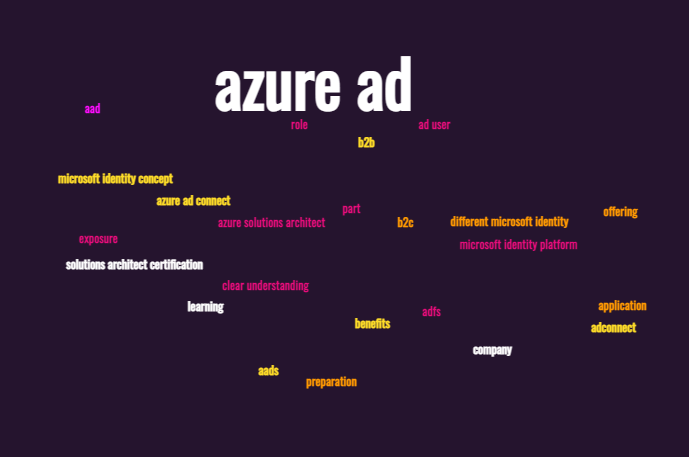 azure ad
aad
role
ad user
b2b
microsoft identity concept
azure ad connect
part
offering
azure solutions architect
b2c
different microsoft identity
exposure
microsoft identity platform
solutions architect certification
clear understanding
learning
application
adfs
benefits
adconnect
company
aads
preparation